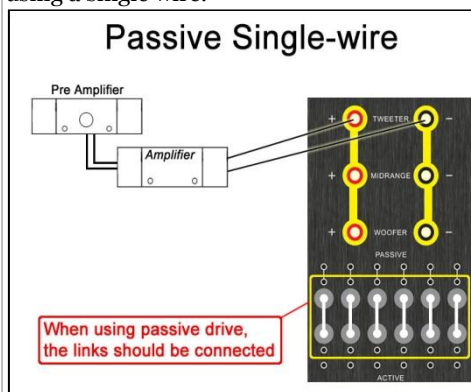 using a single wire.
Passive Single-wire
Pre Amplifier
Amplifier
+ TWEETER -
+ MIDRANGE -
+ WOOFER -
PASSIVE
When using passive drive,
the links should be connected
ACTIVE